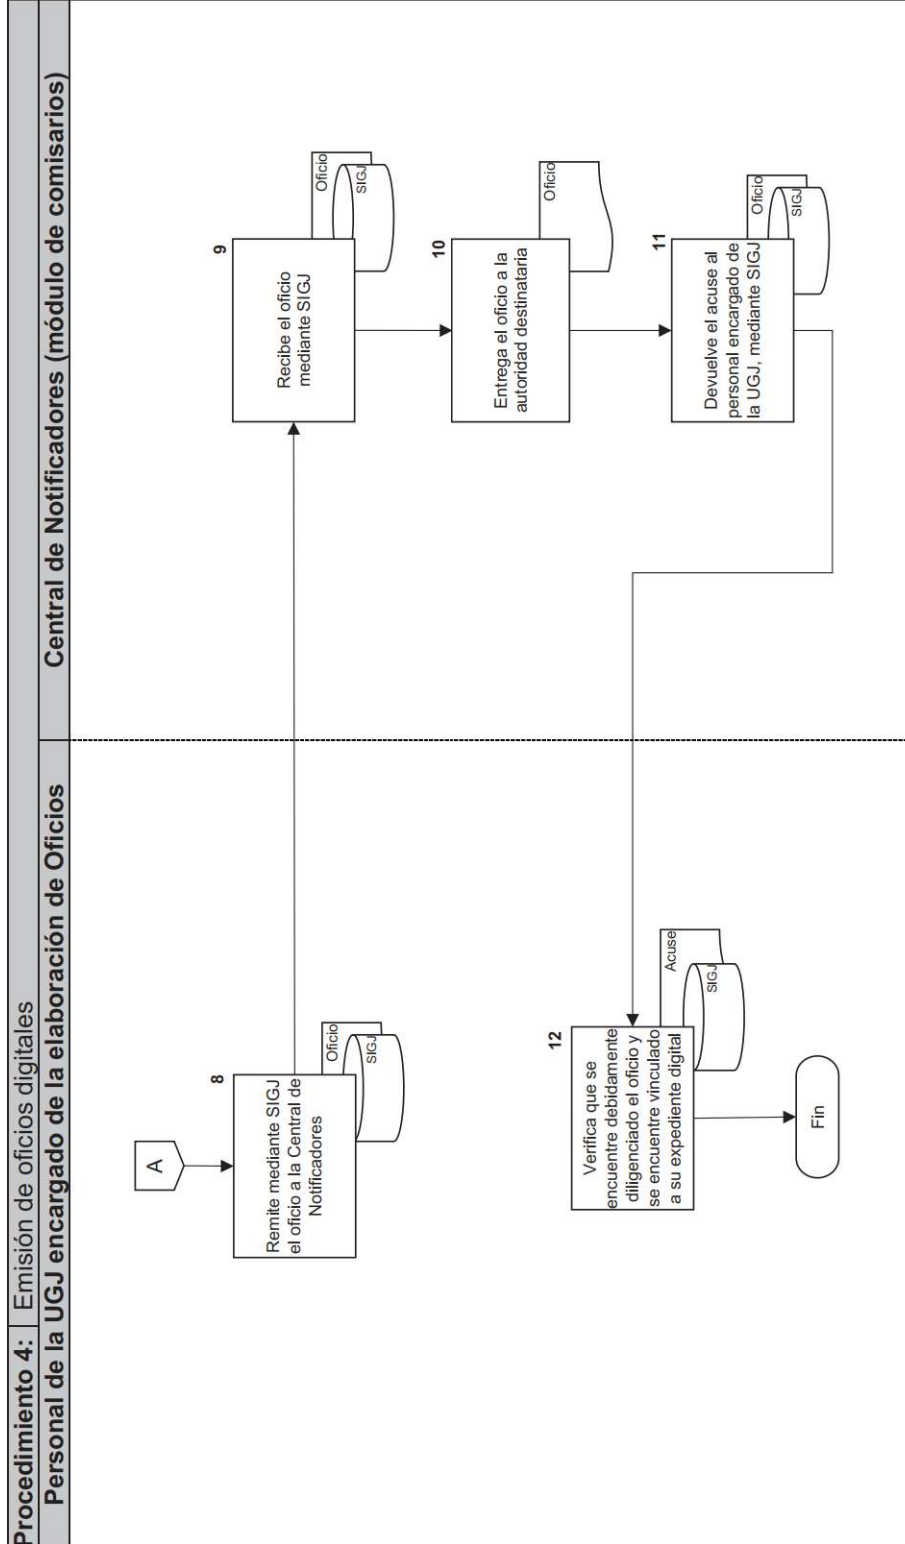 Procedimiento 4: Emisión de oficios digitales
Personal de la UGJ encargado de la elaboración de Oficios
Central de Notificadores (módulo de comisarios)
A
8
Remite mediante SIGJ
el oficio a la Central de
Notificadores
Oficio
SIGJ
9
Recibe el oficio
mediante SIGJ
Oficio
SIGJ
10
Entrega el oficio a la
autoridad destinataria
Oficio
11
Devuelve el acuse al
personal encargado de
la UGJ, mediante SIGJ
Oficio
SIGJ
12
Verifica que se
encuentre debidamente
diligenciado el oficio y
se encuentre vinculado
a su expediente digital
Acuse
SIGJ
Fin